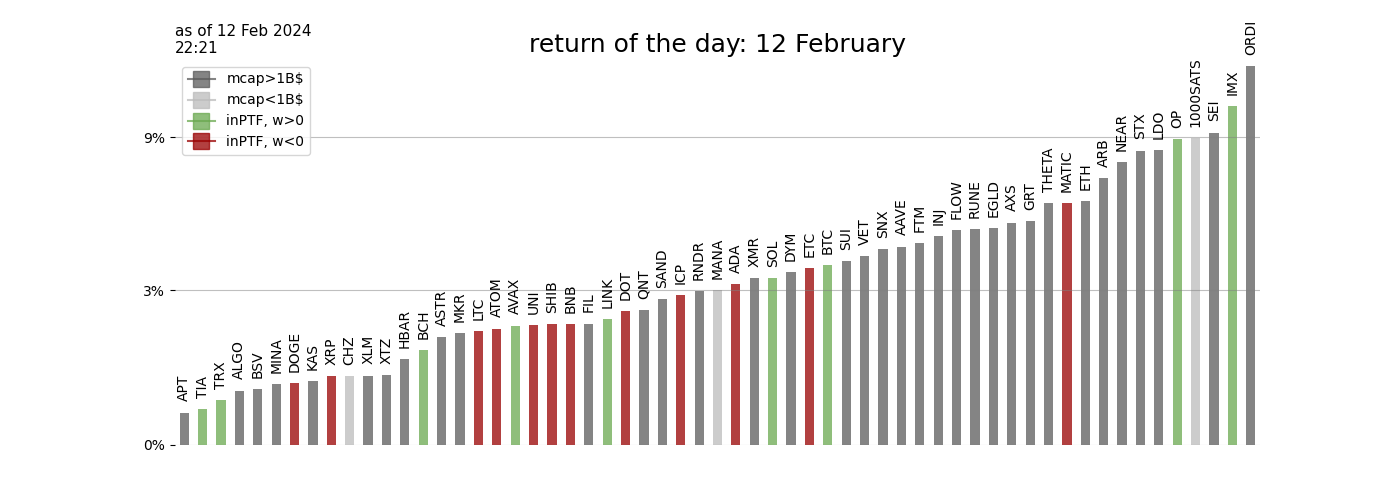 as of 12 Feb 2024
22:21
return of the day: 12 February
mcap>1B$
mcap<1B$
inPTF, w>0
inPTF, w<0
9%
3%
0%
APT
TIA
TRX
ALGO
BSV
MINA
DOGE
KAS
XRP
CHZ
XLM
XTZ
HBAR
BCH
ASTR
MKR
LTC
ATOM
AVAX
UNI
SHIB
BNB
FIL
LINK
DOT
QNT
SAND
ICP
RNDR
MANA
ADA
XMR
SOL
DYM
ETC
BTC
SUI
VET
SNX
AAVE
FTM
INJ
FLOW
RUNE
EGLD
AXS
GRT
THETA
MATIC
ETH
ARB
NEAR
STX
LDO
OP
1000SATS
SEI
IMX
ORDI